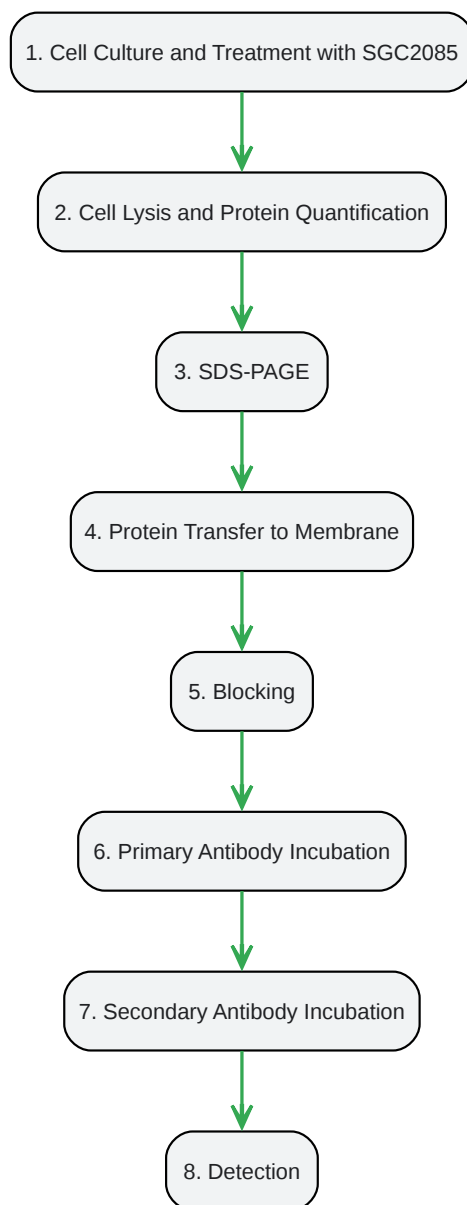 1. Cell Culture and Treatment with SGC2085
2. Cell Lysis and Protein Quantification
3. SDS-PAGE
4. Protein Transfer to Membrane
5. Blocking
6. Primary Antibody Incubation
7. Secondary Antibody Incubation
8. Detection